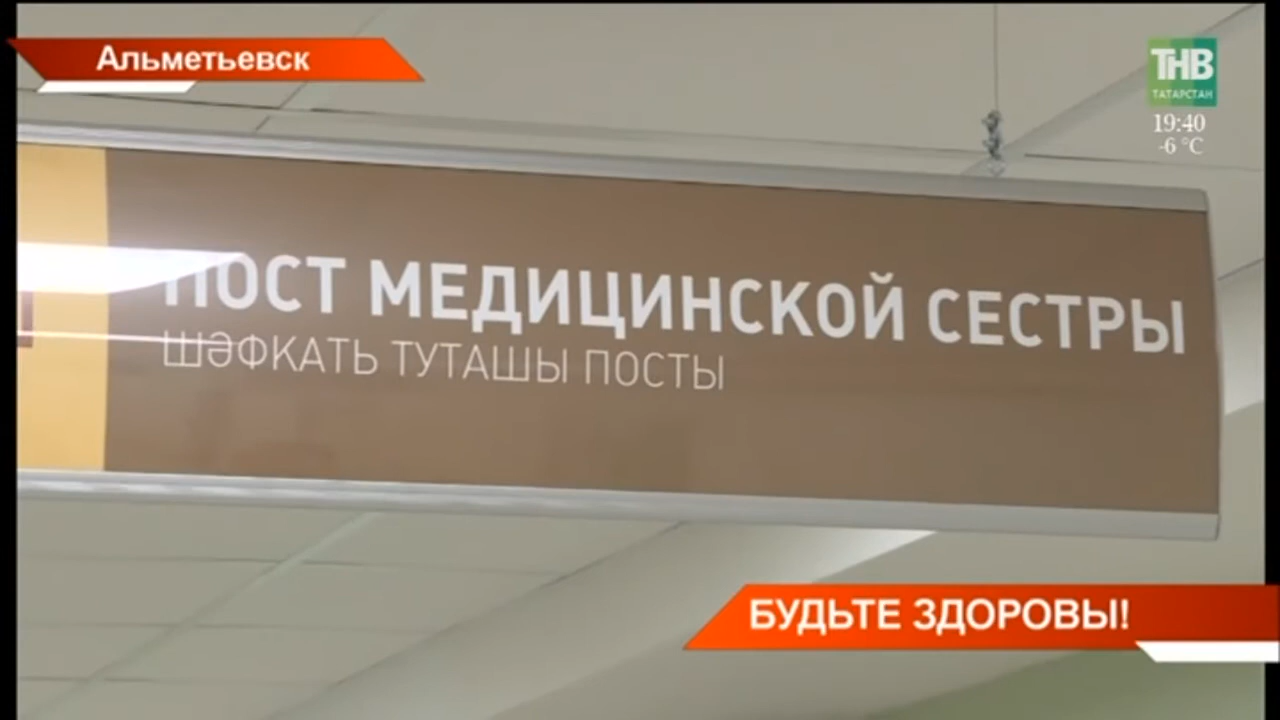 Альметьевск
ТНВ
ТАТАРСТАН
19:40
-6 °C
ПОСТ МЕДИЦИНСКОЙ СЕСТРЫ
ШӘФКАТЬ ТУТАШЫ ПОСТЫ
БУДЬТЕ ЗДОРОВЫ!